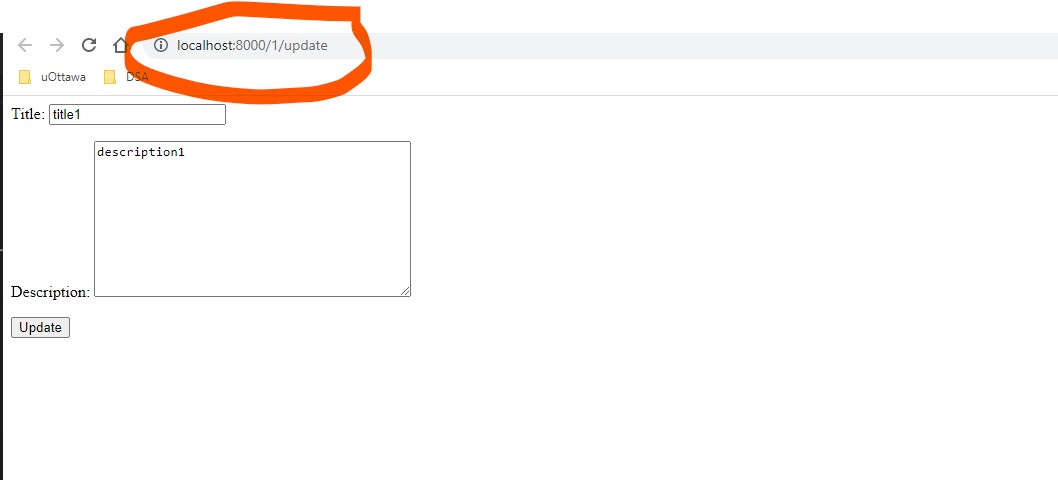 localhost:8000/1/update
uOttawa DSA
Title: title1
description1
Description:
Update